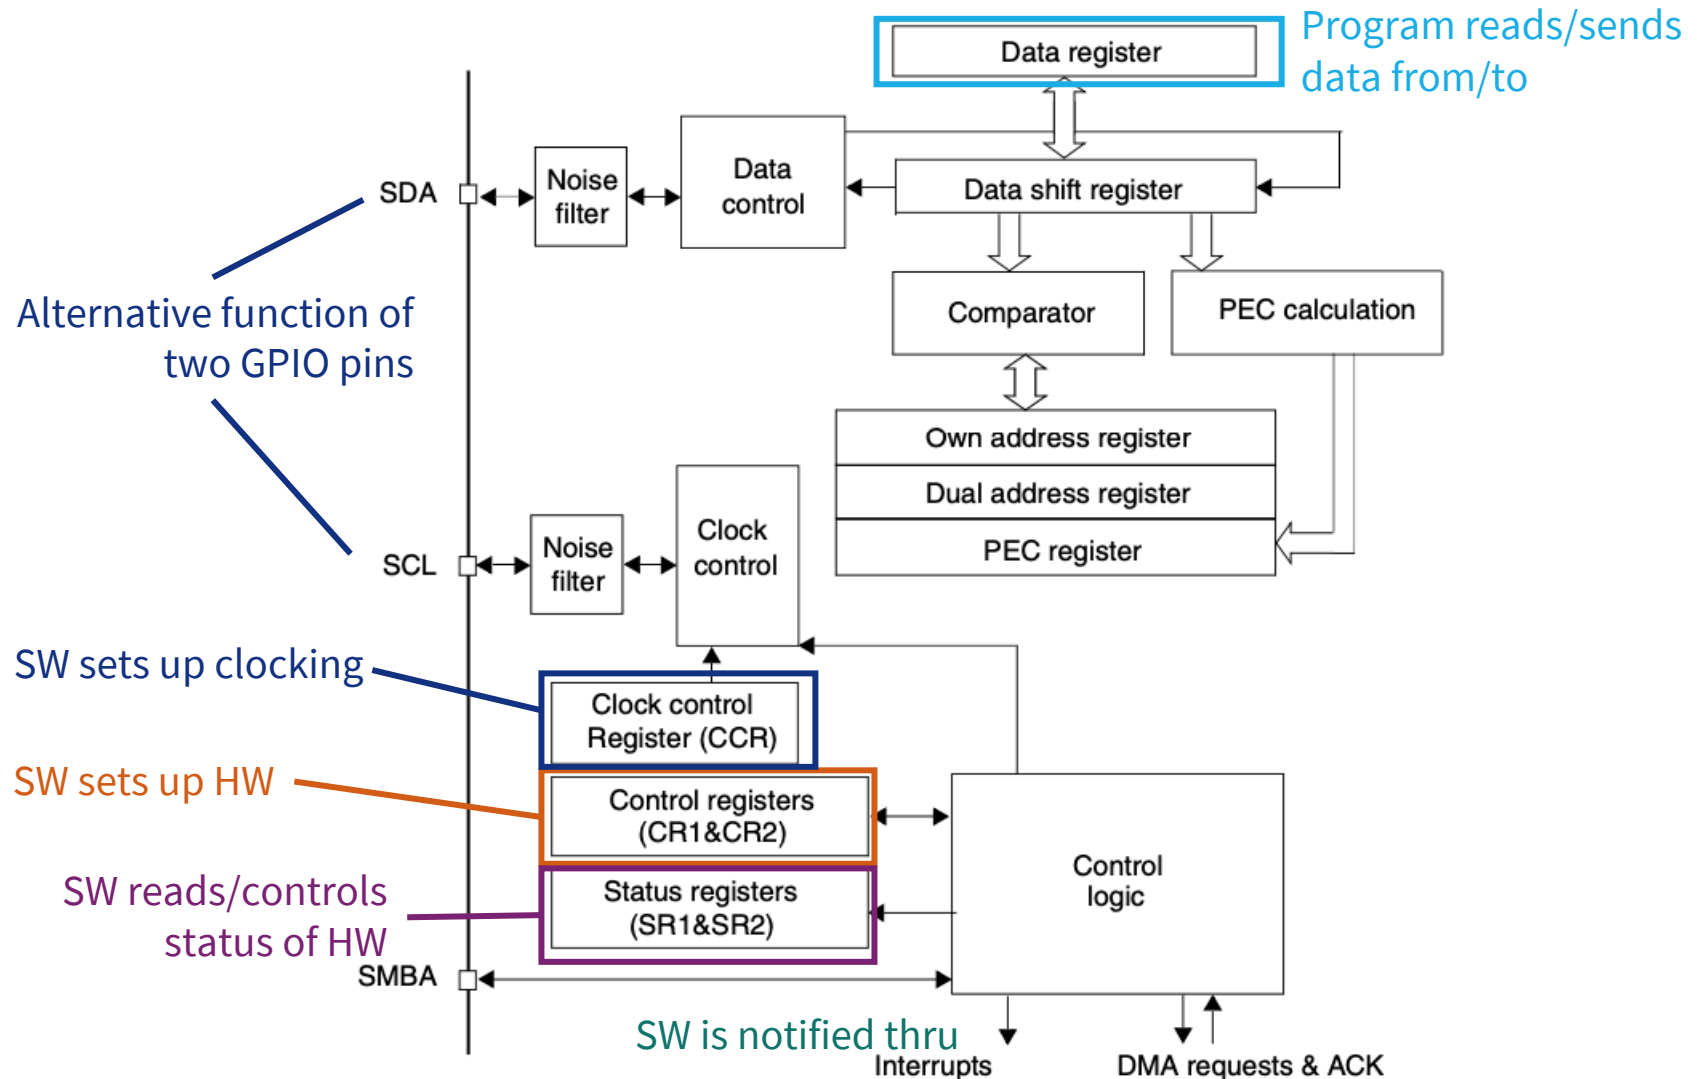 Program reads/sends
data from/to
Data register
Data
control
Noise
filter
SDA
Data shift register
Alternative function of
two GPIO pins
Comparator
PEC calculation
Own address register
Dual address register
PEC register
Clock
control
Noise
filter
SCL
SW sets up clocking
Clock control
Register (CCR)
SW sets up HW
Control registers
(CR1&CR2)
SW reads/controls
status of HW
Status registers
(SR1&SR2)
Control
logic
SMBA
SW is notified thru
Interrupts
DMA requests & ACK